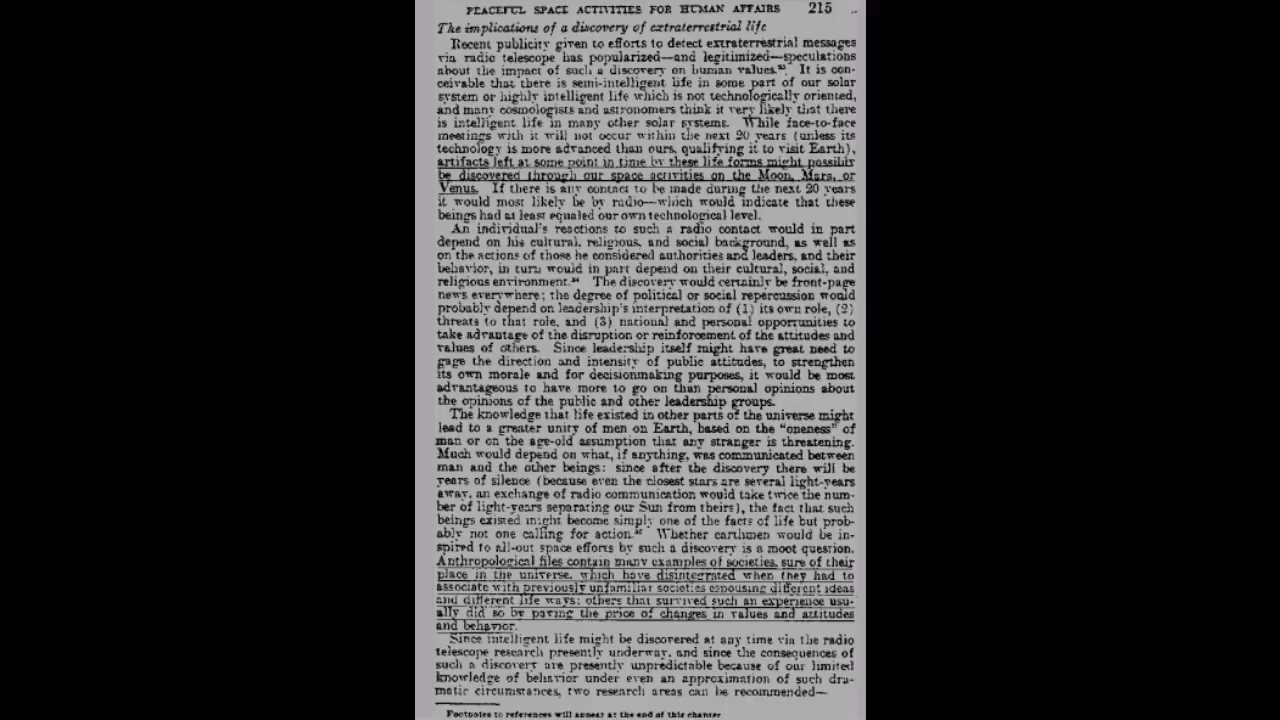 PEACEFUL SPACE ACTIVITIES FOR HUMAN AFFAIRS 215
The implications of a discovery of extraterrestrial life
Recent publicity given to efforts to detect extraterrestrial messages
via radio telescope has popularized—and legitimized—speculations
about the impact of such a discovery on human values. It is con-
ceivable that there is semi-intelligent life in some part of our solar
system or highly intelligent life which is not technologically oriented,
and many cosmologists and astronomers think it very likely that there
is intelligent life in many other solar systems. While face-to-face
meetings with it will not occur within the next 20 years (unless its
technology is more advanced than ours, qualifying it to visit Earth),
artifacts left at some point in time by these life forms might possibly
be discovered through our space activities on the Moon, Mars, or
Venus. If there is any contact to be made during the next 20 years
it would most likely be by radio—which would indicate that these
beings had at least equaled our own technological level.
An individual's reactions to such a radio contact would in part
depend on his cultural, religious, and social background, as well as
on the actions of those he considered authorities and leaders, and their
behavior, in turn would in part depend on their cultural, social, and
religious environment. The discovery would certainly be front-page
news everywhere; the degree of political or social repercussion would
probably depend on leadership's interpretation of (1) its own role, (2)
threats to that role, and (3) national and personal opportunities to
take advantage of the disruption or reinforcement of the attitudes and
values of others. Since leadership itself might have great need to
gage the direction and intensity of public attitudes, to strengthen
its own morale and for decisionmaking purposes, it would be most
advantageous to have more to go on than personal opinions about
the opinions of the public and other leadership groups.
The knowledge that life existed in other parts of the universe might
lead to a greater unity of men on Earth, based on the "oneness" of
man or on the age-old assumption that any stranger is threatening.
Much would depend on what, if anything, was communicated between
man and the other beings: since after the discovery there will be
years of silence (because even the closest stars are several light-years
away, an exchange of radio communication would take twice the num-
ber of light-years separating our Sun from theirs), the fact that such
beings existed might become simply one of the facts of life but prob-
ably not one calling for action. Whether earthmen would be in-
spired to all-out space efforts by such a discovery is a moot question.
Anthropological files contain many examples of societies, sure of their
place in the universe, which have disintegrated when they had to
associate with previously unfamiliar societies espousing different ideas
and different life ways; others that survived such an experience usu-
ally did so by paying the price of changes in values and attitudes
and behavior.
Since intelligent life might be discovered at any time via the radio
telescope research presently underway, and since the consequences of
such a discovery are presently unpredictable because of our limited
knowledge of behavior under even an approximation of such dra-
matic circumstances, two research areas can be recommended—
Footnotes to references will appear at the end of this chapter